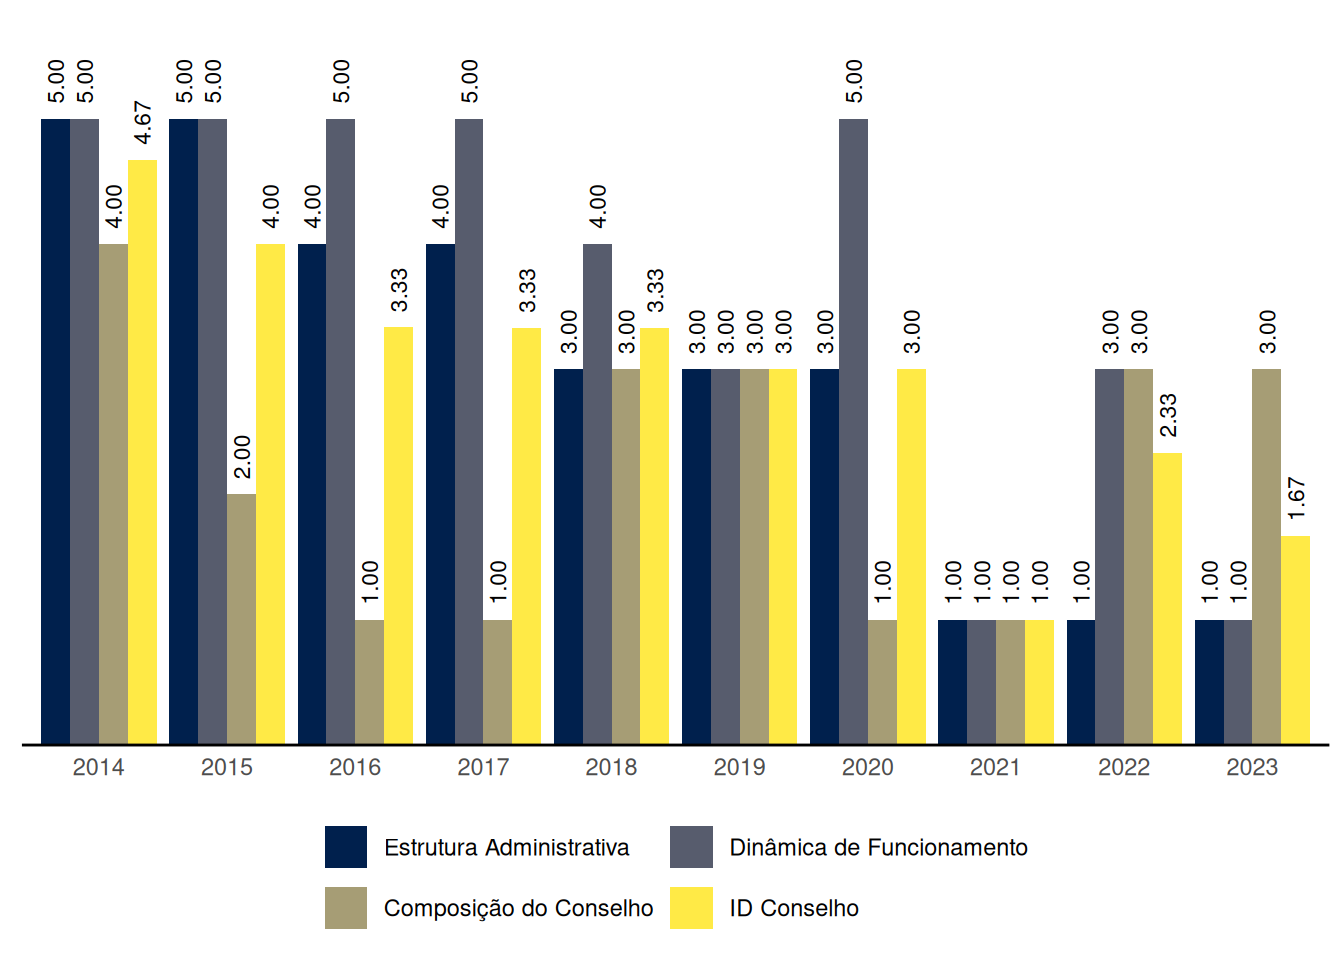 5.00 5.00 4.00 4.67
5.00 5.00 2.00 4.00
4.00 5.00 1.00 3.33
4.00 5.00 1.00 3.33
3.00 4.00 3.00 3.33
3.00 3.00 3.00 3.00
3.00 5.00 1.00 3.00
1.00 1.00 1.00 1.00
1.00 3.00 3.00 2.33
1.00 1.00 3.00 1.67
2014 2015 2016 2017 2018 2019 2020 2021 2022 2023
Estrutura Administrativa Dinâmica de Funcionamento
Composição do Conselho ID Conselho